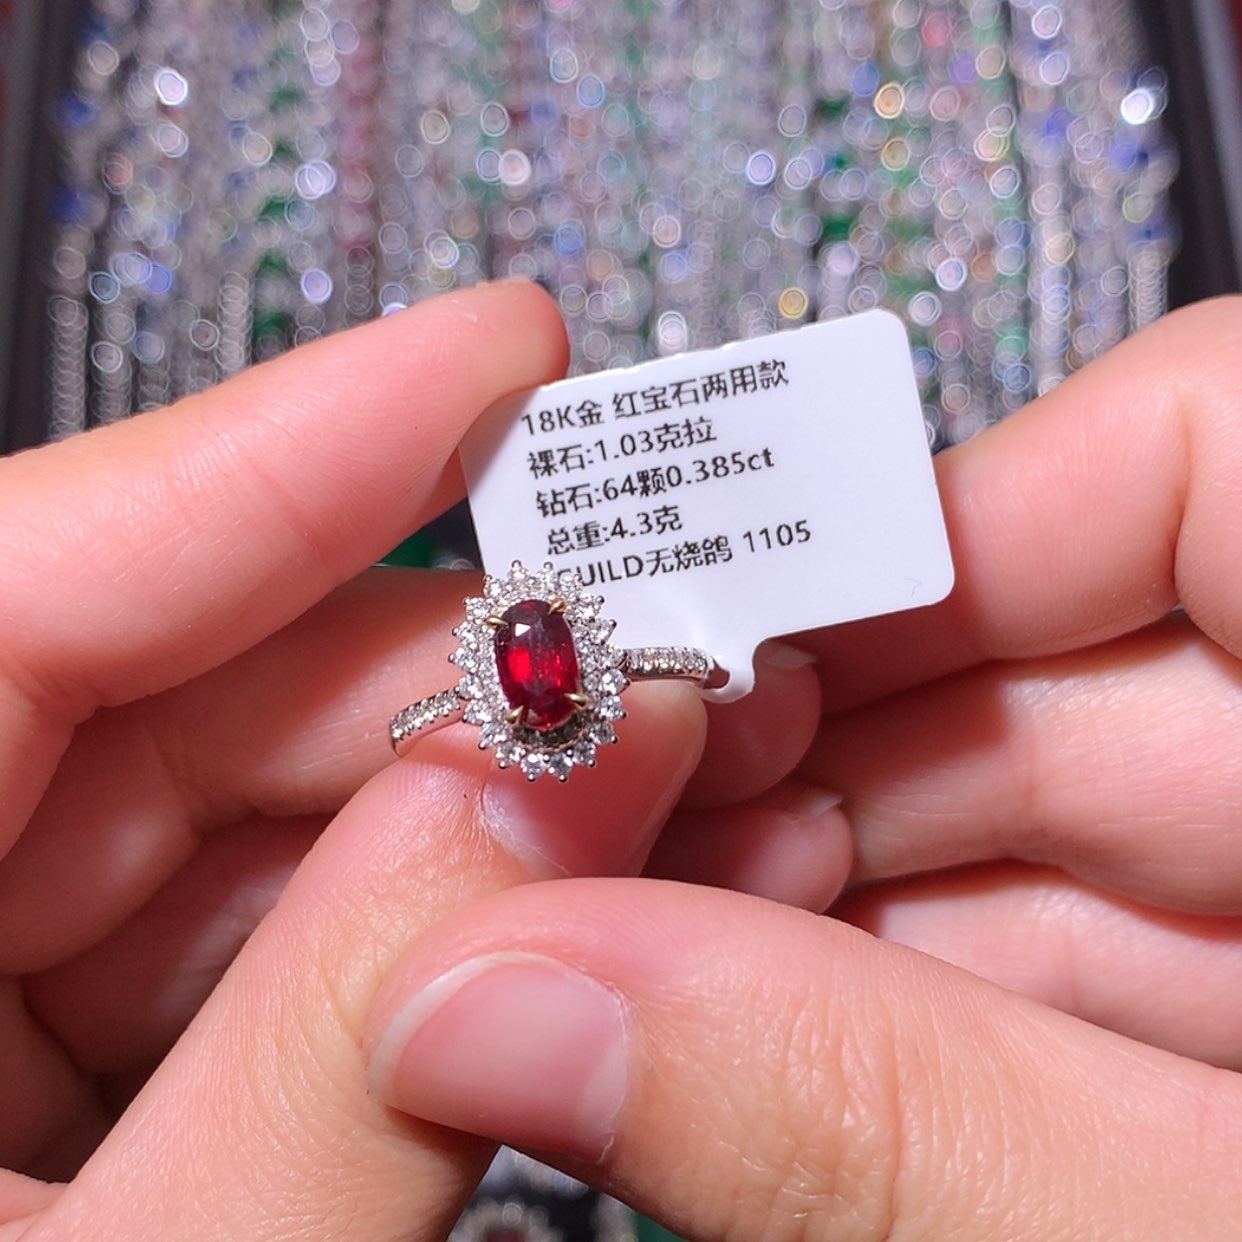 18K金 红宝石两用款
裸石:1.03克拉
钻石:64颗0.385ct
总重:4.3克
GUILD无烧鸽 1105